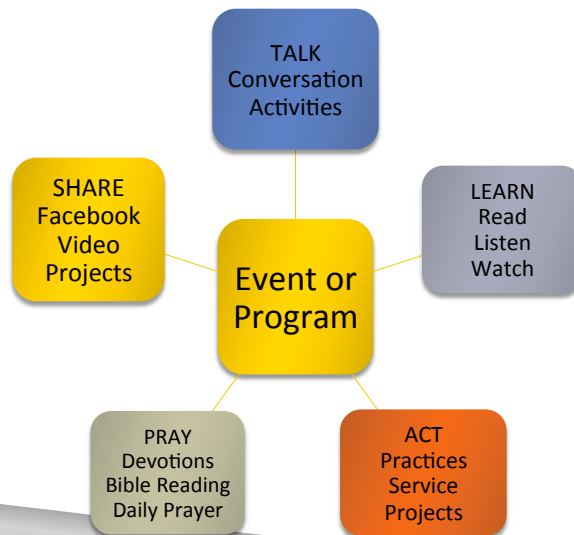 TALK
Conversation
Activities
SHARE
Facebook
Video
Projects
LEARN
Read
Listen
Watch
Event or
Program
PRAY
Devotions
Bible Reading
Daily Prayer
ACT
Practices
Service
Projects